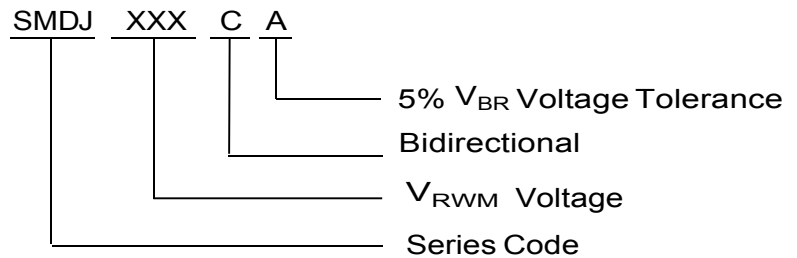 SMDJ XXX C A
5% VBR Voltage Tolerance
Bidirectional
VRWM Voltage
Series Code